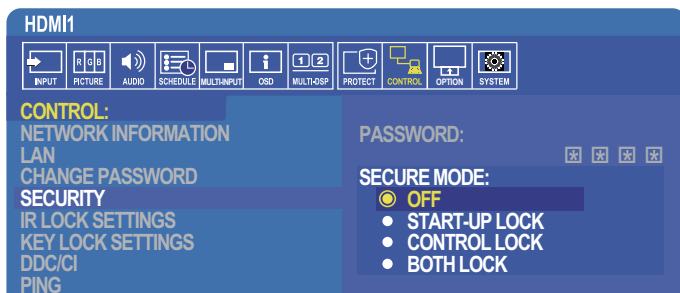 HDMI1
INPUT RGB PICTURE AUDIO SCHEDULE MULTI-INPUT i OSD 1 2 MULTI-DSP PROTECT CONTROL OPTION SYSTEM
CONTROL:
NETWORK INFORMATION
LAN
CHANGE PASSWORD
SECURITY
IR LOCK SETTINGS
KEY LOCK SETTINGS
DDC/CI
PING
PASSWORD:
* * * *
SECURE MODE:
OFF
START-UP LOCK
CONTROL LOCK
BOTH LOCK